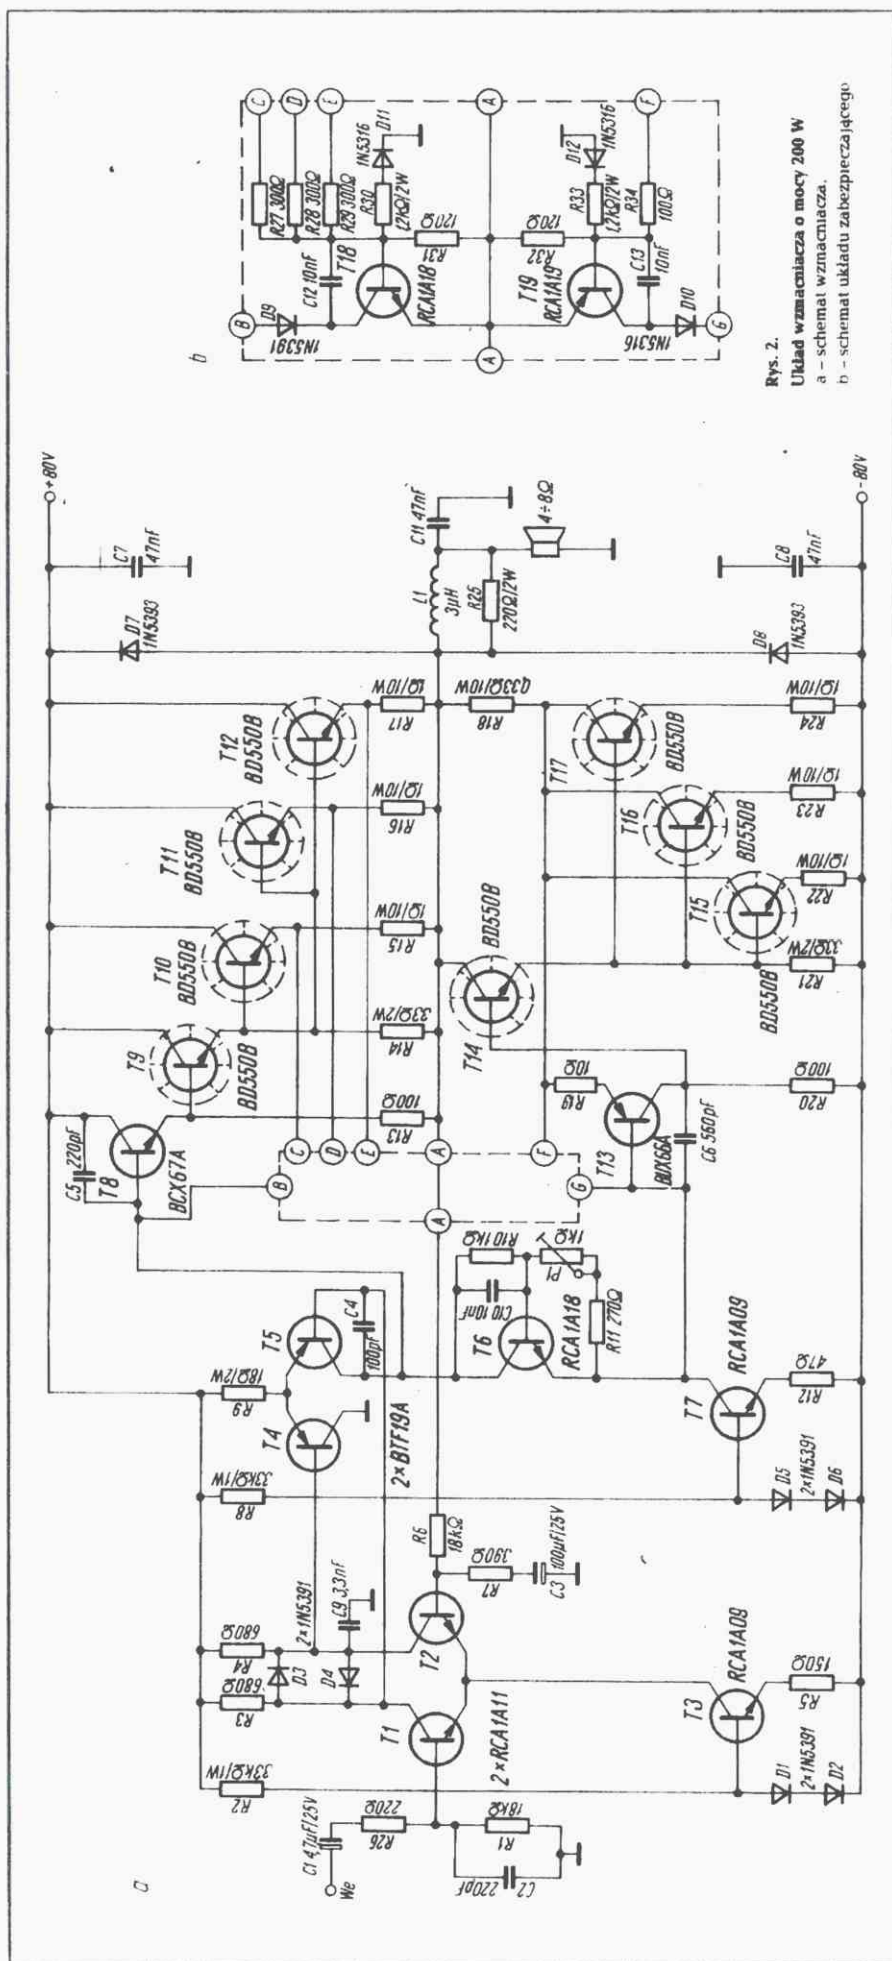 a
We
C1 4,7µF/25V
R26
220Ω
C2
220pF
R1
18kΩ
R2
33kΩ/1W
R3
680Ω
R4
680Ω
D3
D4
2×1N5391
C9 3,3nF
T1
T2
2×RCA1A11
R6
18kΩ
R7
390Ω
C3
100µF/25V
T3
RCA1A09
D1
D2
2×1N5391
R5
150Ω
R8
33kΩ/1W
R9
18Ω/2W
T4
T5
2×BTF19A
C4
100pF
T6
RCA1A18
C10 10nF
R10 1kΩ
P1
1kΩ
R11 270Ω
T7
RCA1A09
D5
D6
2×1N5391
R12
47Ω
C5 220pF
T8
BCX67A
B
C
D
E
A
A
F
G
T9
BD550B
T10
BD550B
T11
BD550B
T12
BD550B
R13
100Ω
R14
33Ω/2W
R15
1Ω/10W
R16
1Ω/10W
R17
1Ω/10W
R18
0,33Ω/10W
R19
10Ω
T13
BUX66A
C6 560pF
R20
100Ω
T14
BD550B
T15
BD550B
T16
BD550B
T17
BD550B
R21
33Ω/2W
R22
1Ω/10W
R23
1Ω/10W
R24
1Ω/10W
D7
1N5393
D8
1N5393
C7
47nF
C8
47nF
L1
3µH
R25
220Ω/2W
C11 47nF
4÷8Ω
+80V
-80V
b
B
D9
1N5391
C12 10nF
T18
RCA1A18
R27 300Ω
R28 300Ω
R29 300Ω
R30
1,2kΩ/2W
1N5316
D11
C
D
E
R31
120Ω
A
A
R32
120Ω
T19
RCA1A19
R33
1,2kΩ/2W
D12
1N5316
R34
100Ω
F
C13
10nF
D10
1N5316
G
Rys. 2.
Układ wzmacniacza o mocy 200 W
a – schemat wzmacniacza.
b – schemat układu zabezpieczającego